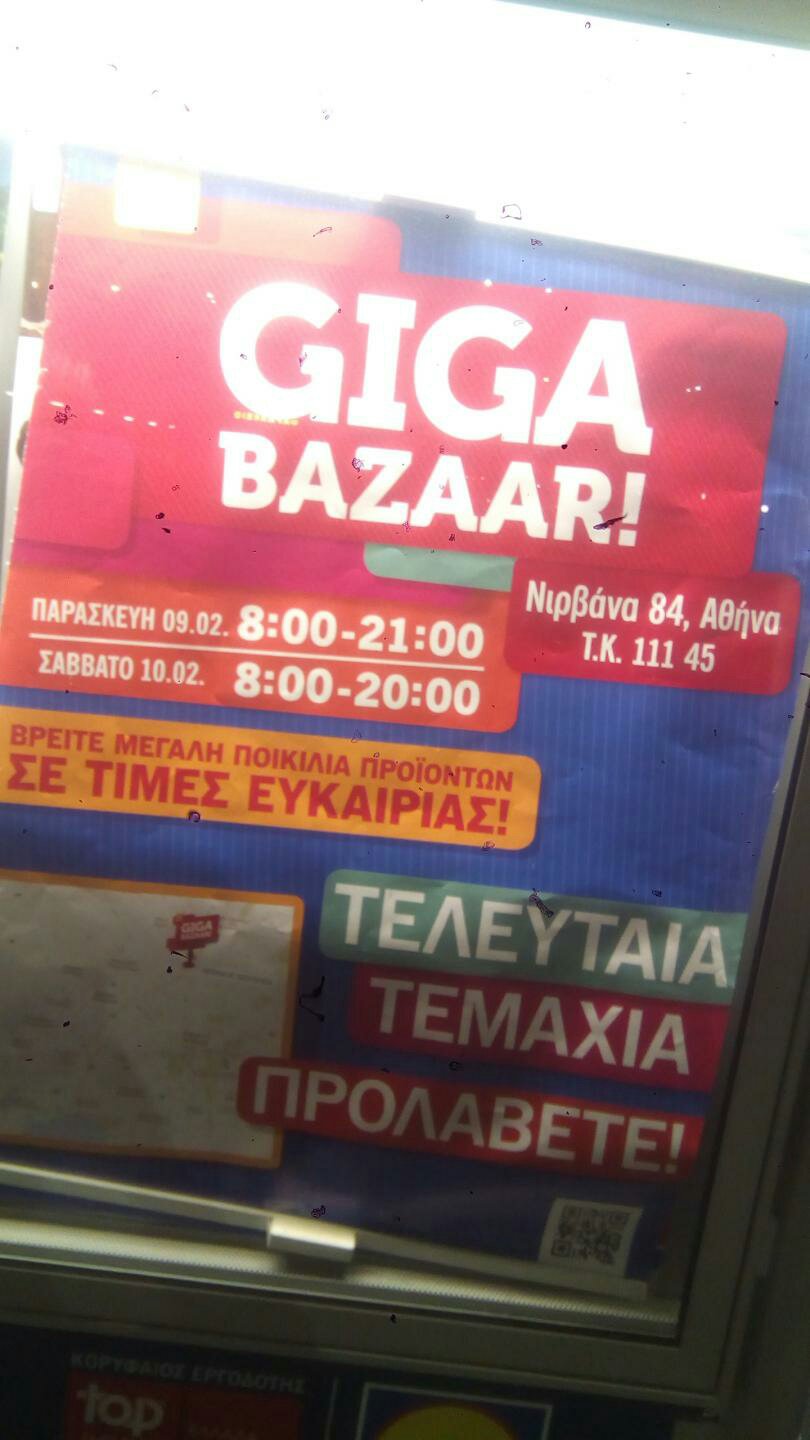 GIGA
BAZAAR!
Νιρβάνα 84, Αθήνα
Τ.Κ. 111 45
ΠΑΡΑΣΚΕΥΗ 09.02. 8:00-21:00
ΣΑΒΒΑΤΟ 10.02. 8:00-20:00
ΒΡΕΙΤΕ ΜΕΓΑΛΗ ΠΟΙΚΙΛΙΑ ΠΡΟΪΟΝΤΩΝ
ΣΕ ΤΙΜΕΣ ΕΥΚΑΙΡΙΑΣ!
GIGA
BAZAAR!
ΤΕΛΕΥΤΑΙΑ
ΤΕΜΑΧΙΑ
ΠΡΟΛΑΒΕΤΕ!
ΚΟΡΥΦΑΙΟΣ ΕΡΓΟΔΟΤΗΣ
top